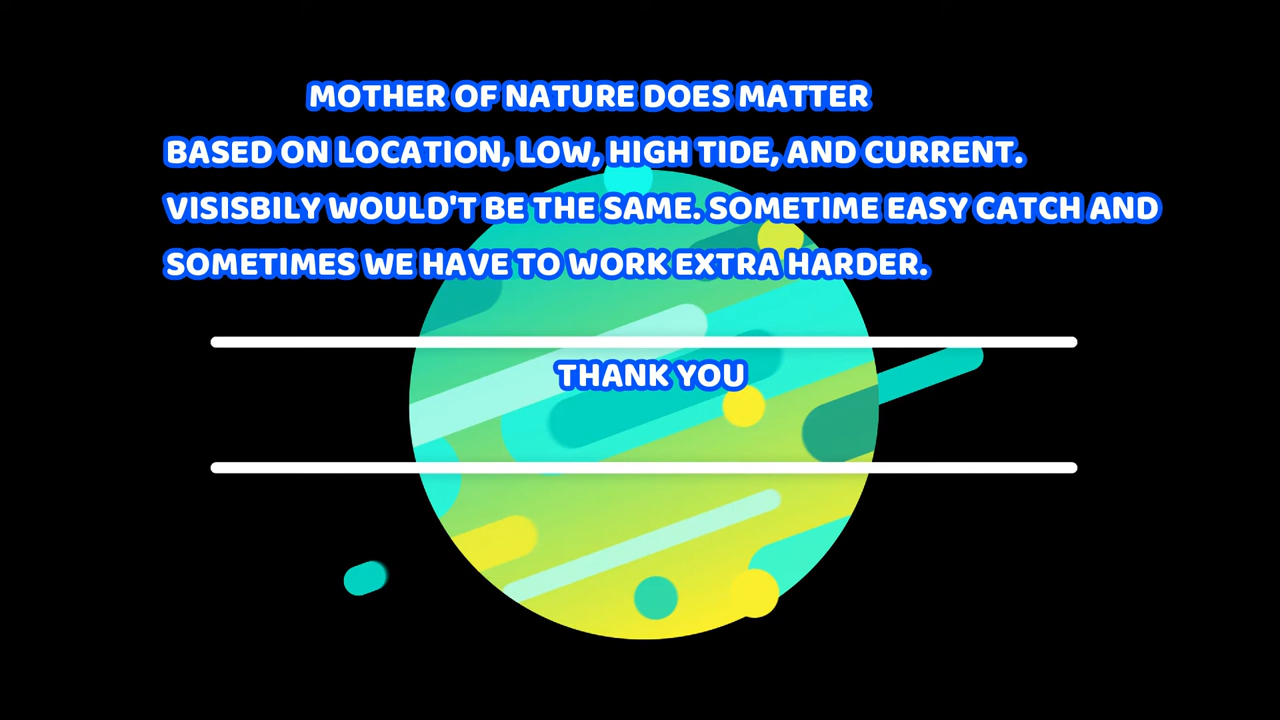 MOTHER OF NATURE DOES MATTER
BASED ON LOCATION, LOW, HIGH TIDE, AND CURRENT.
VISISBILY WOULD'T BE THE SAME. SOMETIME EASY CATCH AND
SOMETIMES WE HAVE TO WORK EXTRA HARDER.
THANK YOU